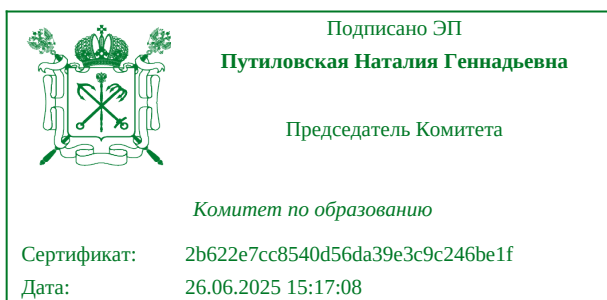 Подписано ЭП
Путиловская Наталия Геннадьевна
Председатель Комитета
Комитет по образованию
Сертификат: 2b622e7cc8540d56da39e3c9c246be1f
Дата: 26.06.2025 15:17:08